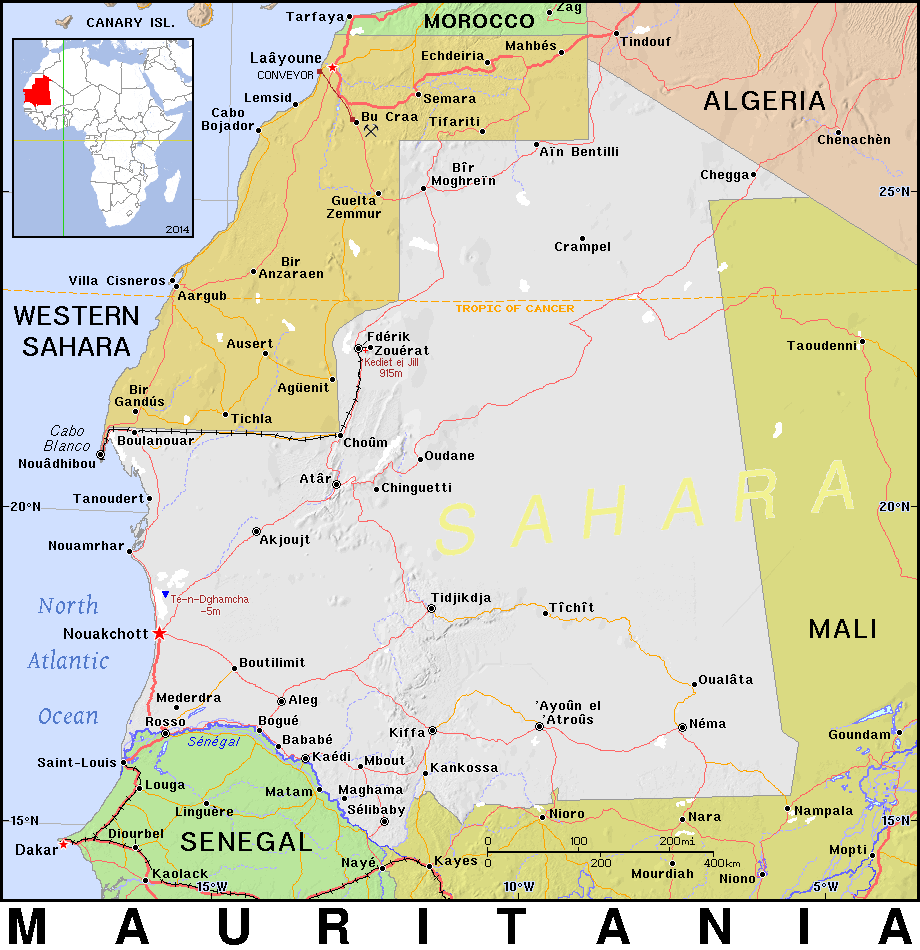 CANARY ISL.
Tarfaya
MOROCCO
Zag
Laâyoune
CONVEYOR
Echdeiria
Mahbés
Tindouf
Lemsid
Semara
Cabo
Bojador
Bu Craa
Tifariti
ALGERIA
Chenachèn
Aïn Bentilli
Bîr
Moghreïn
Chegga
25°N
Guelta
Zemmur
2014
Crampel
Villa Cisneros
Bir
Anzaraen
Aargub
TROPIC OF CANCER
WESTERN
SAHARA
Fdérik
Zouérat
Kediet ej Jill
915m
Ausert
Taoudenni
Agüenit
Bir
Gandús
Tichla
Cabo
Blanco
Boulanouar
Choûm
Nouâdhibou
Oudane
Atâr
Chinguetti
Tanoudert
20°N
20°N
SAHARA
Akjoujt
Nouamrhar
Te-n-Dghamcha
-5m
Tidjikdja
Tîchît
North
Atlantic
Ocean
Nouakchott
MALI
Boutilimit
Oualâta
Mederdra
Aleg
'Ayoûn el
'Atroûs
Rosso
Bogué
Kiffa
Néma
Goundam
Sénégal
Bababé
Kaédi
Mbout
Kankossa
Saint-Louis
Louga
Matam
Maghama
Linguère
Sélibaby
Nioro
Nara
Nampala
15°N
15°N
Diourbel
SENEGAL
0 100 200mi
0 100 200 400km
Dakar
Nayé
Kayes
Mourdiah
Mopti
Niono
Kaolack
15°W
10°W
5°W
MAURITANIA